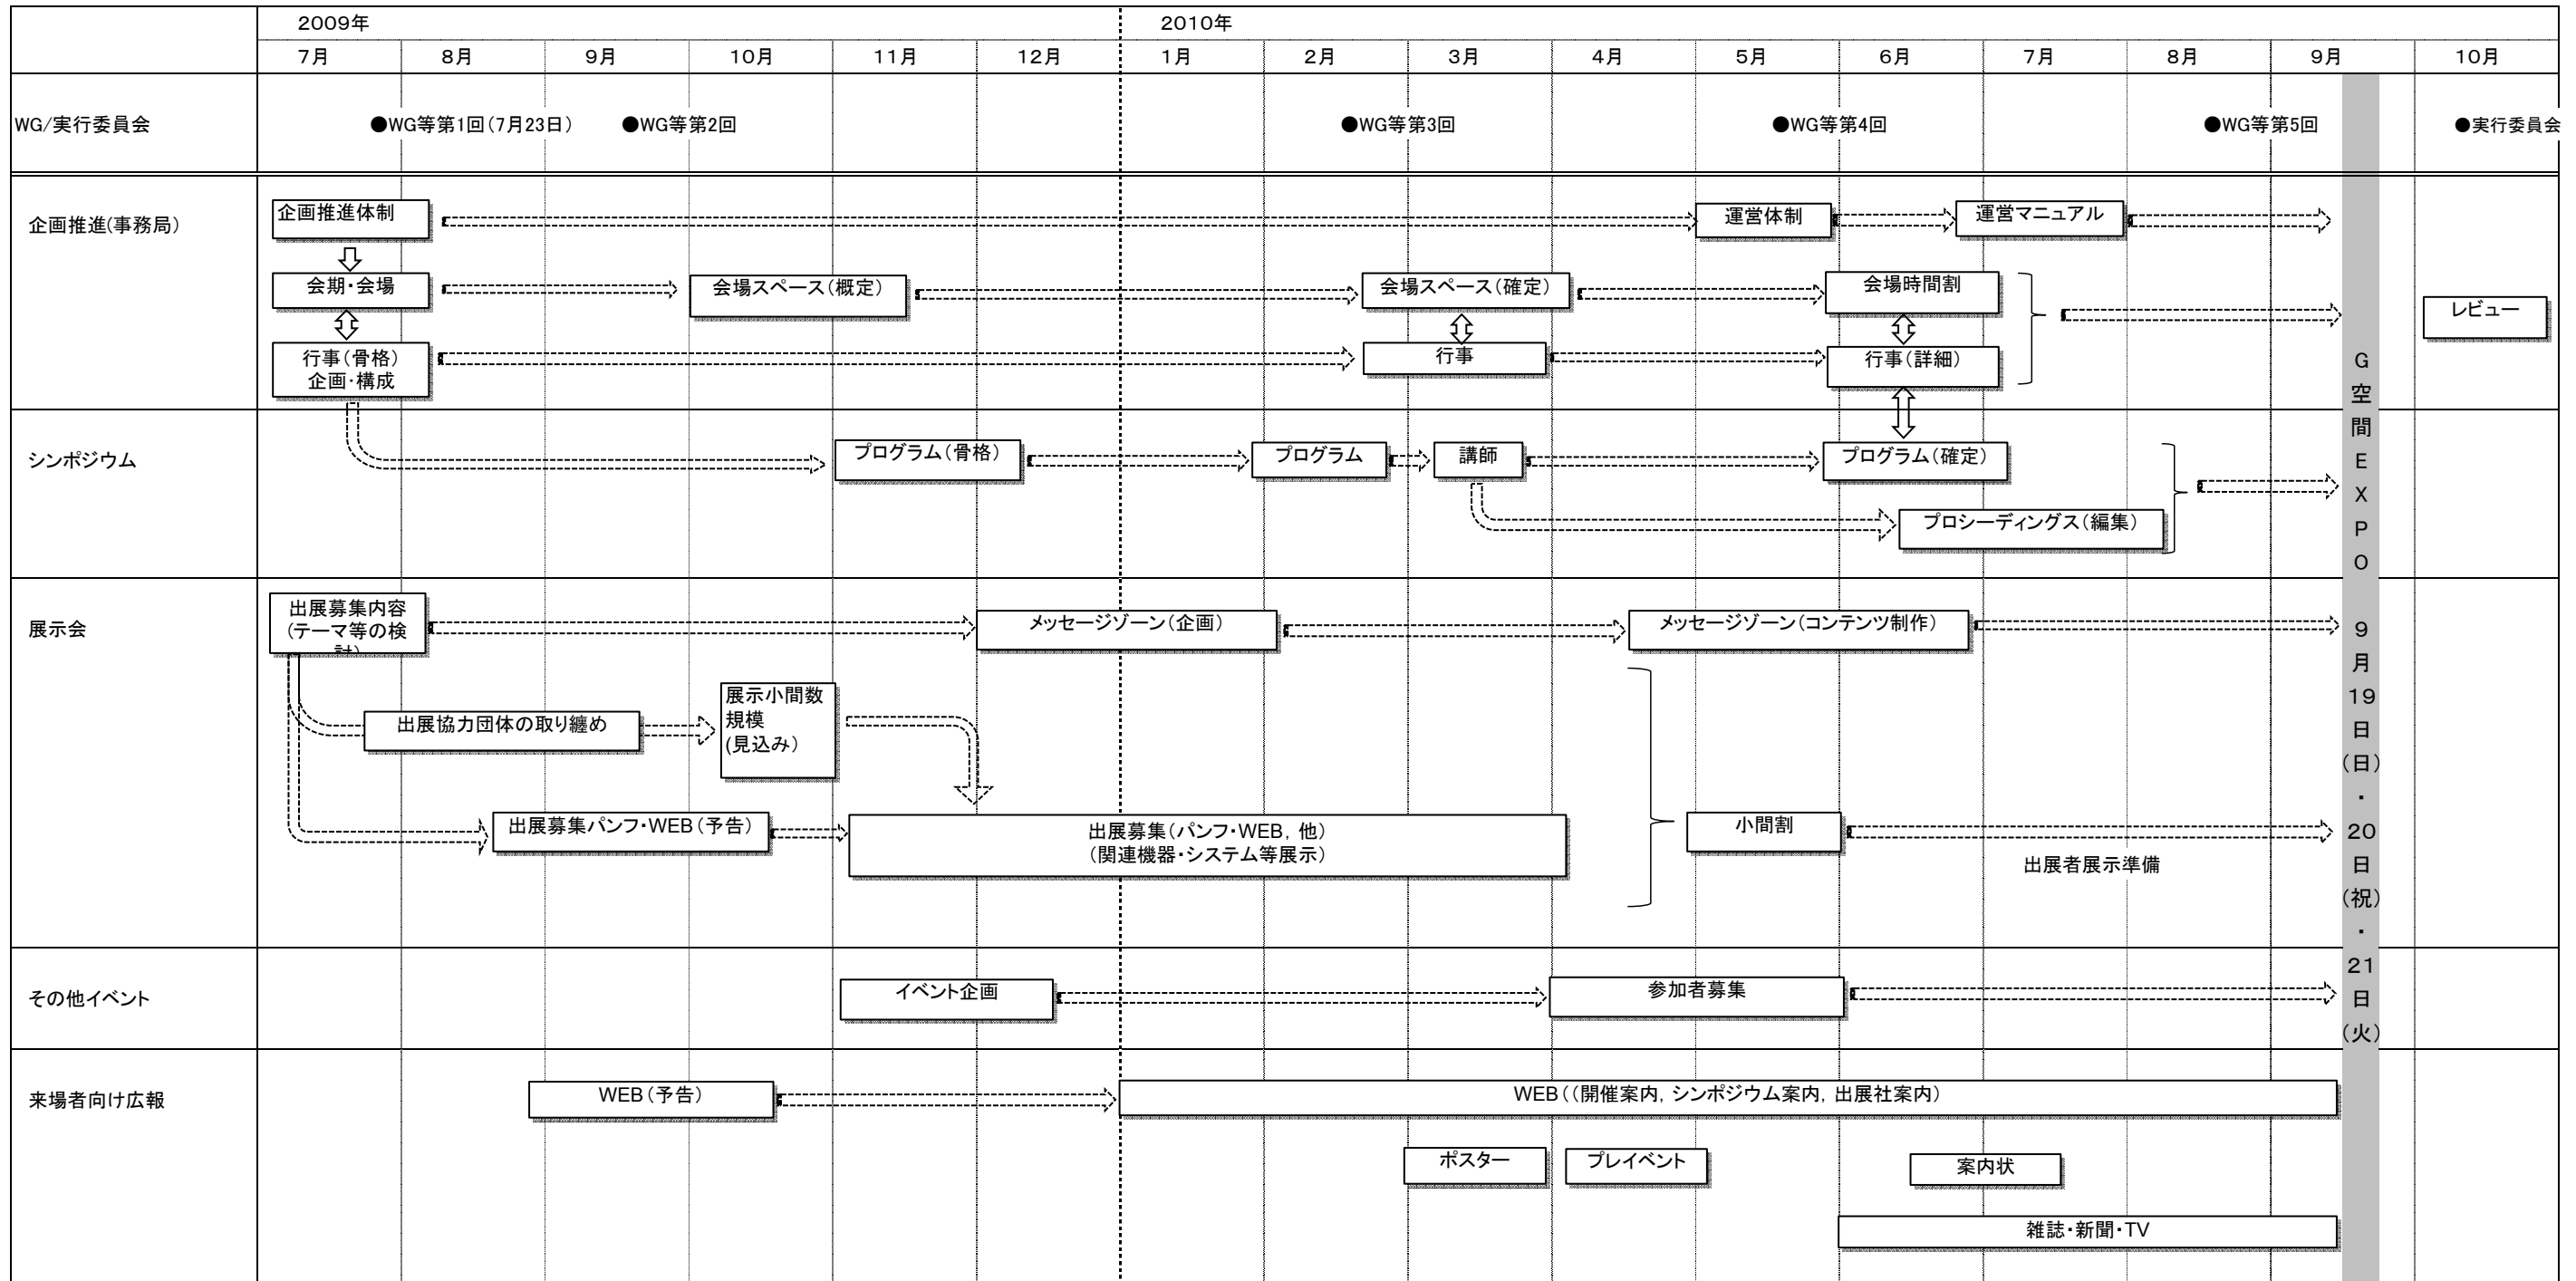 2009年
2010年
7月
8月
9月
10月
11月
12月
1月
2月
3月
4月
5月
6月
7月
8月
9月
10月
WG/実行委員会
●WG等第1回(7月23日)
●WG等第2回
●WG等第3回
●WG等第4回
●WG等第5回
●実行委員会
企画推進(事務局)
企画推進体制
運営体制
運営マニュアル
会期・会場
会場スペース(概定)
会場スペース(確定)
会場時間割
レビュー
行事(骨格)
企画・構成
行事
行事(詳細)
シンポジウム
プログラム(骨格)
プログラム
講師
プログラム(確定)
プロシーディングス(編集)
展示会
出展募集内容
(テーマ等の検
討)
メッセージゾーン(企画)
メッセージゾーン(コンテンツ制作)
出展協力団体の取り纏め
展示小間数
規模
(見込み)
出展募集パンフ・WEB(予告)
出展募集(パンフ・WEB, 他)
(関連機器・システム等展示)
小間割
出展者展示準備
その他イベント
イベント企画
参加者募集
来場者向け広報
WEB(予告)
WEB((開催案内, シンポジウム案内, 出展社案内)
ポスター
プレイベント
案内状
雑誌・新聞・TV
G空間EXPO 9月19日(日)・20日(祝)・21日(火)